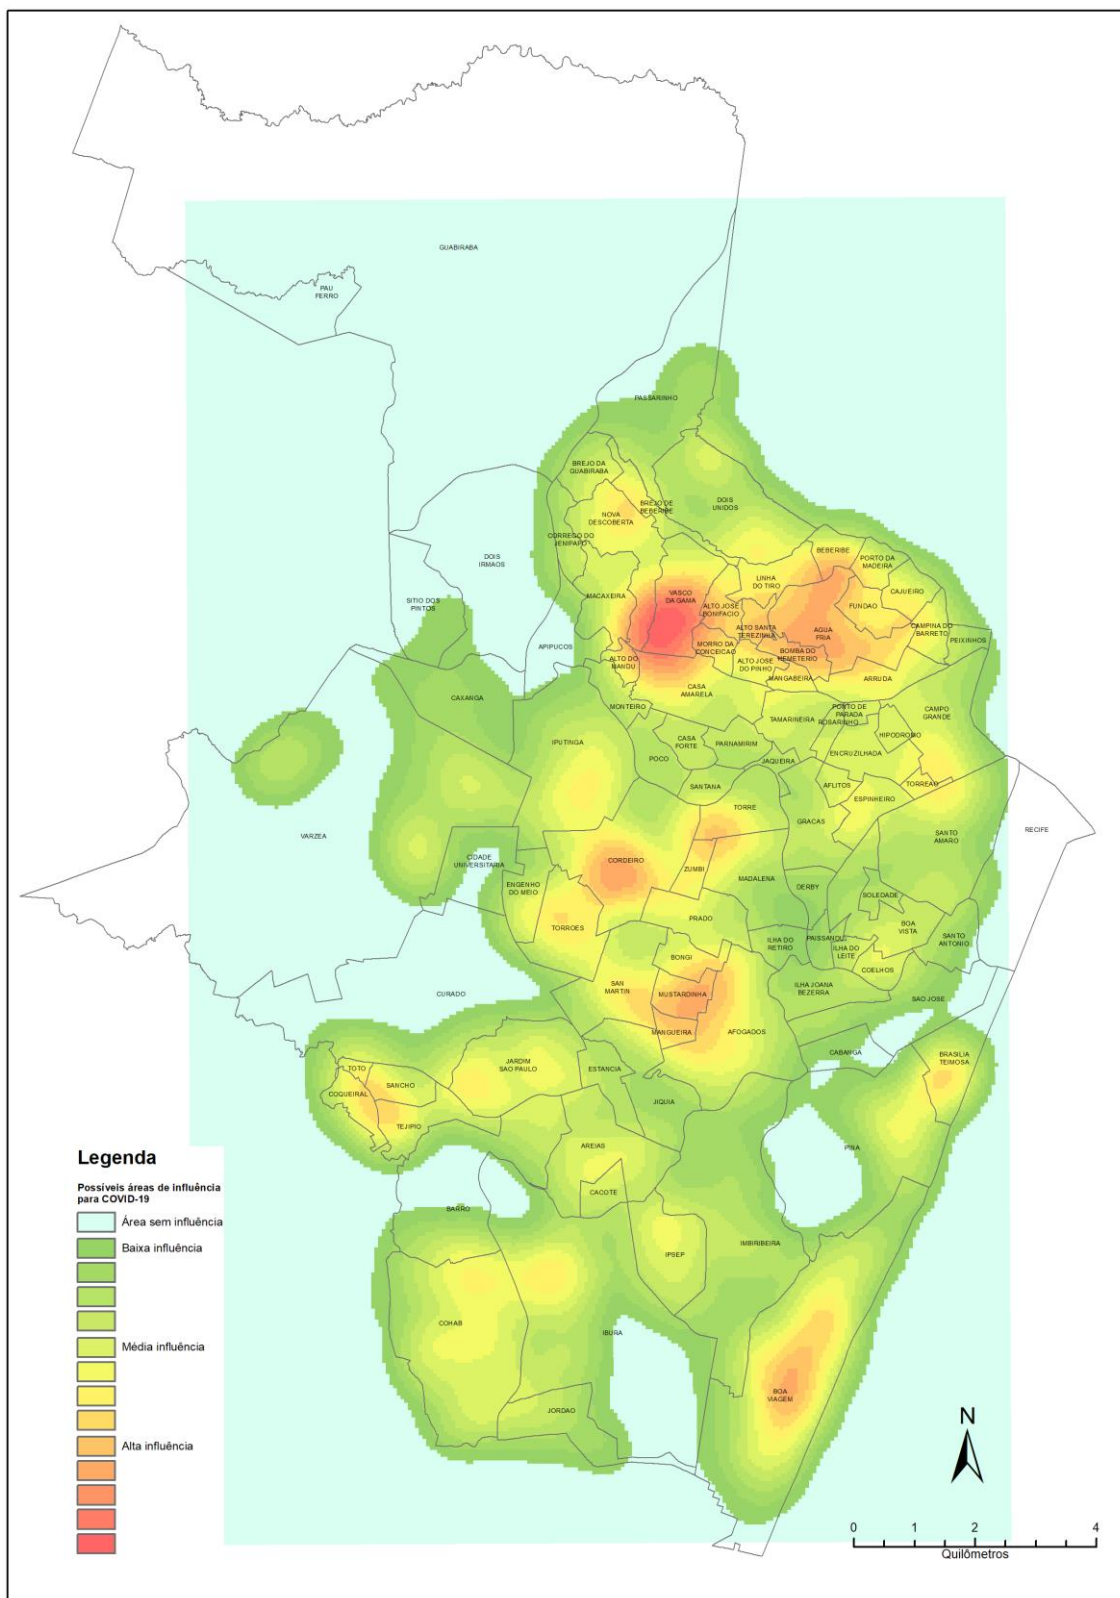 GUABIRABA
PAU
FERRO
PASSARINHO
BREJO DA
GUABIRABA
BREJO DE
BEBERIBE
DOIS
UNIDOS
NOVA
DESCOBERTA
CORREGO DO
JENIPAPO
DOIS
IRMAOS
BEBERIBE
PORTO DA
MADEIRA
LINHA
DO TIRO
CAJUEIRO
MACAXEIRA
VASCO
DA GAMA
ALTO JOSE
BONIFACIO
FUNDAO
SITIO DOS
PINTOS
ALTO SANTA
TEREZINHA
AGUA
FRIA
CAMPINA DO
BARRETO
PEIXINHOS
APIPUCOS
MORRO DA
CONCEICAO
BOMBA DO
HEMETERIO
ALTO DO
MANDU
ALTO JOSE
DO PINHO
MANGABEIRA
ARRUDA
CASA
AMARELA
CAXANGA
MONTEIRO
PONTO DE
PARADA
ROSARINHO
CAMPO
GRANDE
TAMARINEIRA
HIPODROMO
IPUTINGA
CASA
FORTE
PARNAMIRIM
ENCRUZILHADA
POCO
JAQUEIRA
SANTANA
AFLITOS
TORREAO
ESPINHEIRO
TORRE
GRACAS
VARZEA
SANTO
AMARO
RECIFE
CIDADE
UNIVERSITARIA
CORDEIRO
ZUMBI
MADALENA
ENGENHO
DO MEIO
DERBY
SOLEDADE
PRADO
TORROES
BOA
VISTA
ILHA DO
RETIRO
PAISSANDU
ILHA DO
LEITE
SANTO
ANTONIO
BONGI
COELHOS
SAN
MARTIN
MUSTARDINHA
ILHA JOANA
BEZERRA
CURADO
SAO JOSE
MANGUEIRA
AFOGADOS
CABANGA
BRASILIA
TEIMOSA
JARDIM
SAO PAULO
ESTANCIA
TOTO
SANCHO
COQUEIRAL
JIQUIA
TEJIPIO
AREIAS
PINA
CACOTE
BARRO
IMBIRIBEIRA
IPSEP
COHAB
IBURA
BOA
VIAGEM
JORDAO
Legenda
Possíveis áreas de influência
para COVID-19
Área sem influência
Baixa influência
Média influência
Alta influência
N
0 1 2 4
Quilômetros